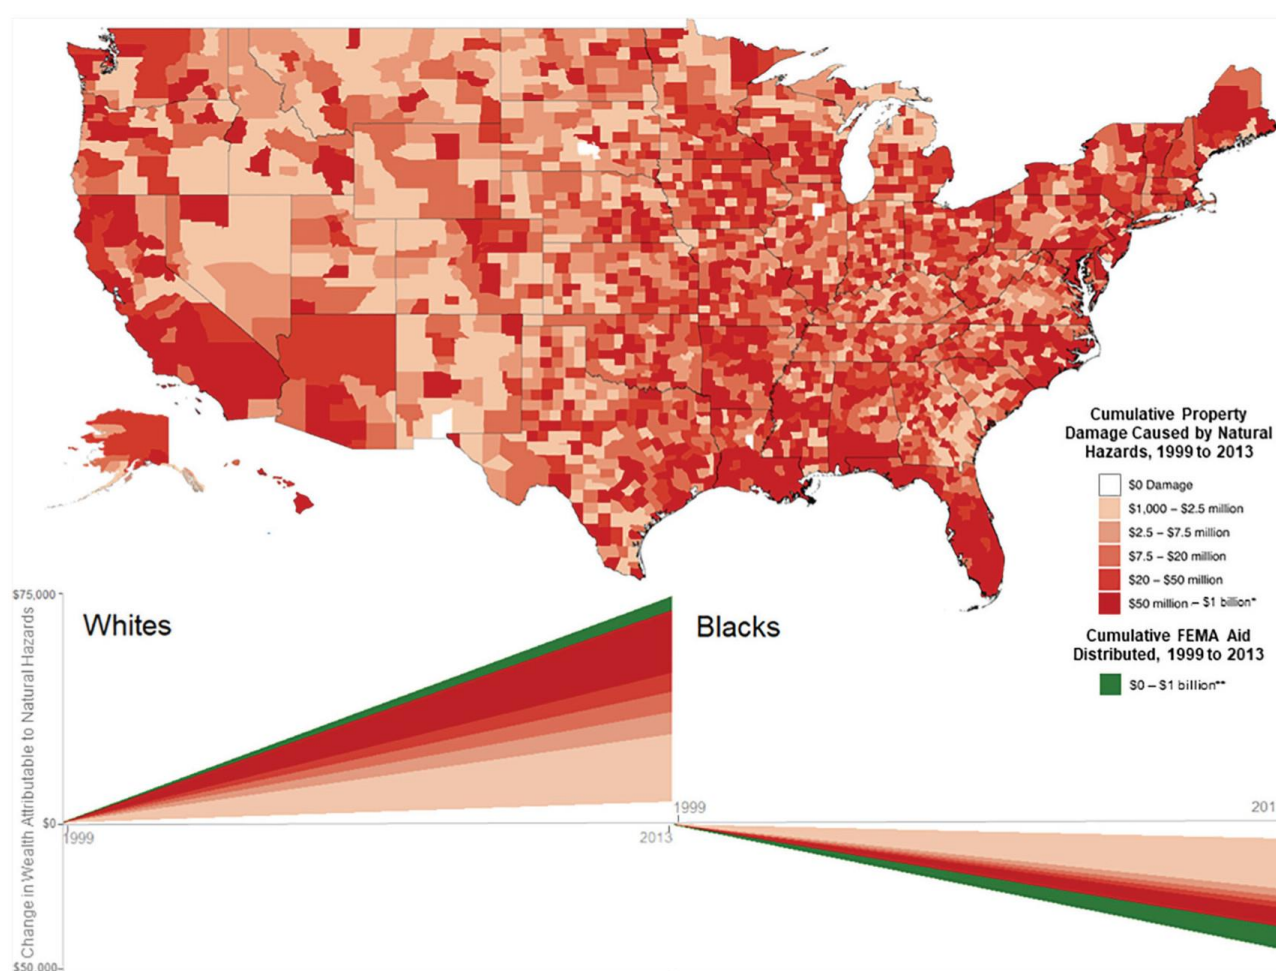 Cumulative Property
Damage Caused by Natural
Hazards, 1999 to 2013
$0 Damage
$1,000 – $2.5 million
$2.5 – $7.5 million
$7.5 – $20 million
$20 – $50 million
$50 million – $1 billion*
Cumulative FEMA Aid
Distributed, 1999 to 2013
$0 – $1 billion**
Change in Wealth Attributable to Natural Hazards
$75,000
$0
$50,000
Whites
1999
2013
Blacks
1999
201